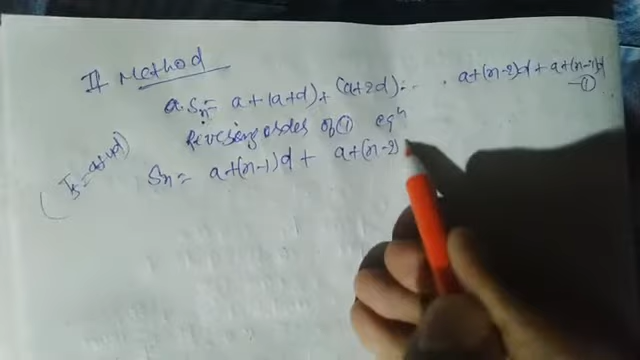 II Method
a. Sn = a + (a+d) + (a+2d) - . . a+(n-2)d + a+(n-1)d
—①
Reversing order of ① eqn
Sn = a+(n-1)d + a+(n-2)